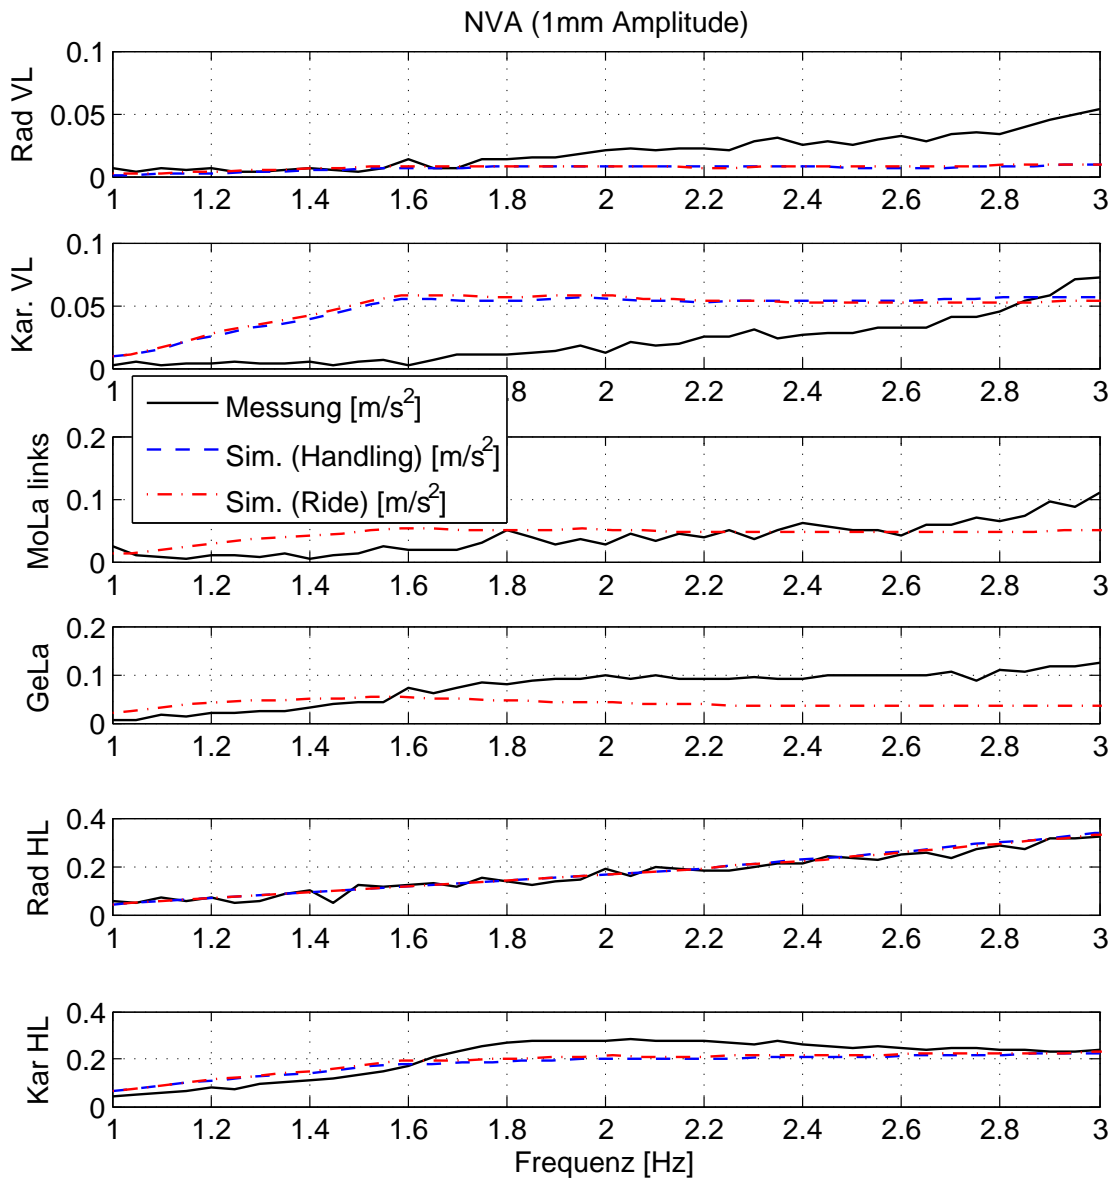 NVA (1mm Amplitude)
Rad VL
0.1
0.05
0
1 1.2 1.4 1.6 1.8 2 2.2 2.4 2.6 2.8 3
Kar. VL
0.1
0.05
0
1 1.8 2 2.2 2.4 2.6 2.8 3
Messung [m/s²]
Sim. (Handling) [m/s²]
Sim. (Ride) [m/s²]
MoLa links
0.2
0.1
0
1 1.2 1.4 1.6 1.8 2 2.2 2.4 2.6 2.8 3
GeLa
0.2
0.1
0
1 1.2 1.4 1.6 1.8 2 2.2 2.4 2.6 2.8 3
Rad HL
0.4
0.2
0
1 1.2 1.4 1.6 1.8 2 2.2 2.4 2.6 2.8 3
Kar HL
0.4
0.2
0
1 1.2 1.4 1.6 1.8 2 2.2 2.4 2.6 2.8 3
Frequenz [Hz]